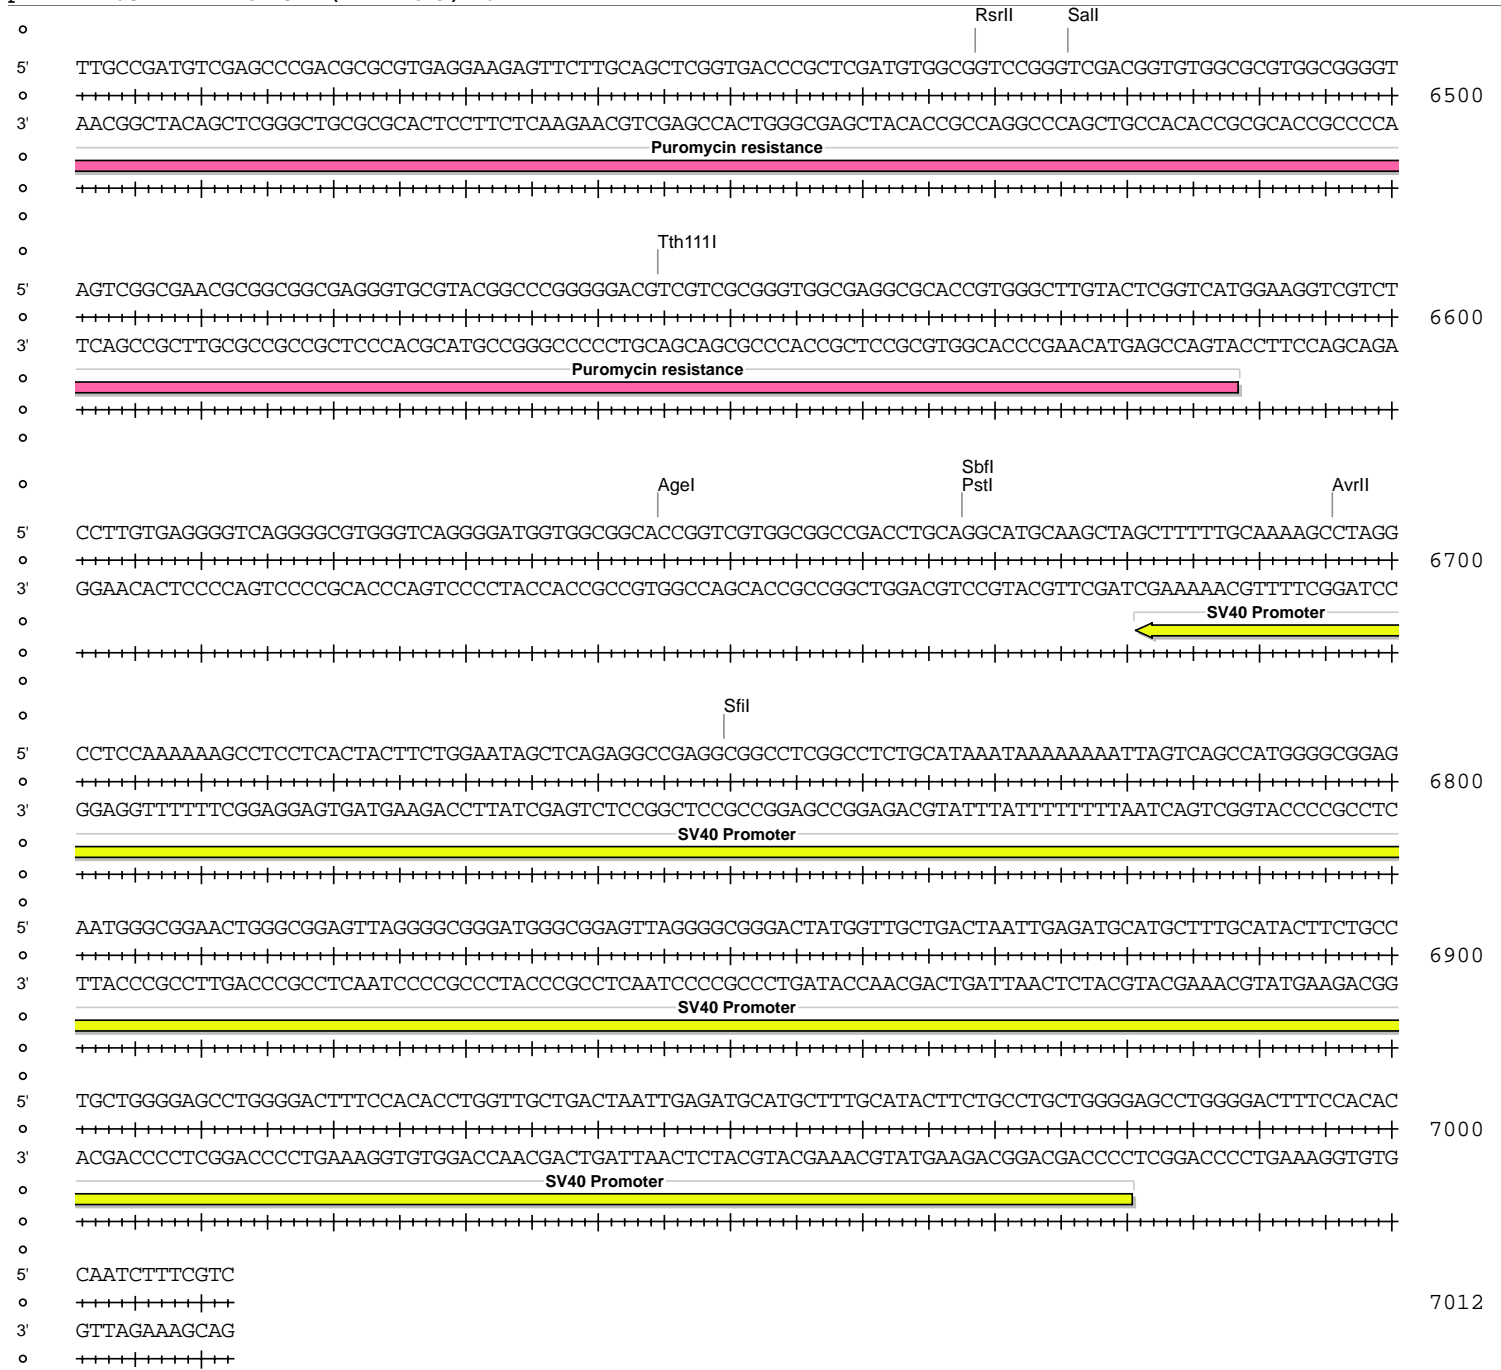 RsrII SalI
5' TTGCCGATGTCGAGCCCGACGCGCGTGAGGAAGAGTTCTTGCAGCTCGGTGACCCGCTCGATGTGGCGGTCCGGGTCGACGGTGTGGCGCGTGGCGGGGT
6500
3' AACGGCTACAGCTCGGGCTGCGCGCACTCCTTCTCAAGAACGTCGAGCCACTGGGCGAGCTACACCGCCAGGCCCAGCTGCCACACCGCGCACCGCCCCA
Puromycin resistance
Tth111I
5' AGTCGGCGAACGCGGCGGCGAGGGTGCGTACGGCCCGGGGGACGTCGTCGCGGGTGGCGAGGCGCACCGTGGGCTTGTACTCGGTCATGGAAGGTCGTCT
6600
3' TCAGCCGCTTGCGCCGCCGCTCCCACGCATGCCGGGCCCCCTGCAGCAGCGCCCACCGCTCCGCGTGGCACCCGAACATGAGCCAGTACCTTCCAGCAGA
Puromycin resistance
SbfI
AgeI PstI AvrII
5' CCTTGTGAGGGGTCAGGGGCGTGGGTCAGGGGATGGTGGCGGCACCGGTCGTGGCGGCCGACCTGCAGGCATGCAAGCTAGCTTTTTGCAAAAGCCTAGG
6700
3' GGAACACTCCCCAGTCCCCGCACCCAGTCCCCTACCACCGCCGTGGCCAGCACCGCCGGCTGGACGTCCGTACGTTCGATCGAAAAACGTTTTCGGATCC
SV40 Promoter
SfiI
5' CCTCCAAAAAAGCCTCCTCACTACTTCTGGAATAGCTCAGAGGCCGAGGCGGCCTCGGCCTCTGCATAAATAAAAAAAATTAGTCAGCCATGGGGCGGAG
6800
3' GGAGGTTTTTTCGGAGGAGTGATGAAGACCTTATCGAGTCTCCGGCTCCGCCGGAGCCGGAGACGTATTTATTTTTTTTAATCAGTCGGTACCCCGCCTC
SV40 Promoter
5' AATGGGCGGAACTGGGCGGAGTTAGGGGCGGGATGGGCGGAGTTAGGGGCGGGACTATGGTTGCTGACTAATTGAGATGCATGCTTTGCATACTTCTGCC
6900
3' TTACCCGCCTTGACCCGCCTCAATCCCCGCCCTACCCGCCTCAATCCCCGCCCTGATACCAACGACTGATTAACTCTACGTACGAAACGTATGAAGACGG
SV40 Promoter
5' TGCTGGGGAGCCTGGGGACTTTCCACACCTGGTTGCTGACTAATTGAGATGCATGCTTTGCATACTTCTGCCTGCTGGGGAGCCTGGGGACTTTCCACAC
7000
3' ACGACCCCTCGGACCCCTGAAAGGTGTGGACCAACGACTGATTAACTCTACGTACGAAACGTATGAAGACGGACGACCCCTCGGACCCCTGAAAGGTGTG
SV40 Promoter
5' CAATCTTTCGTC
7012
3' GTTAGAAAGCAG